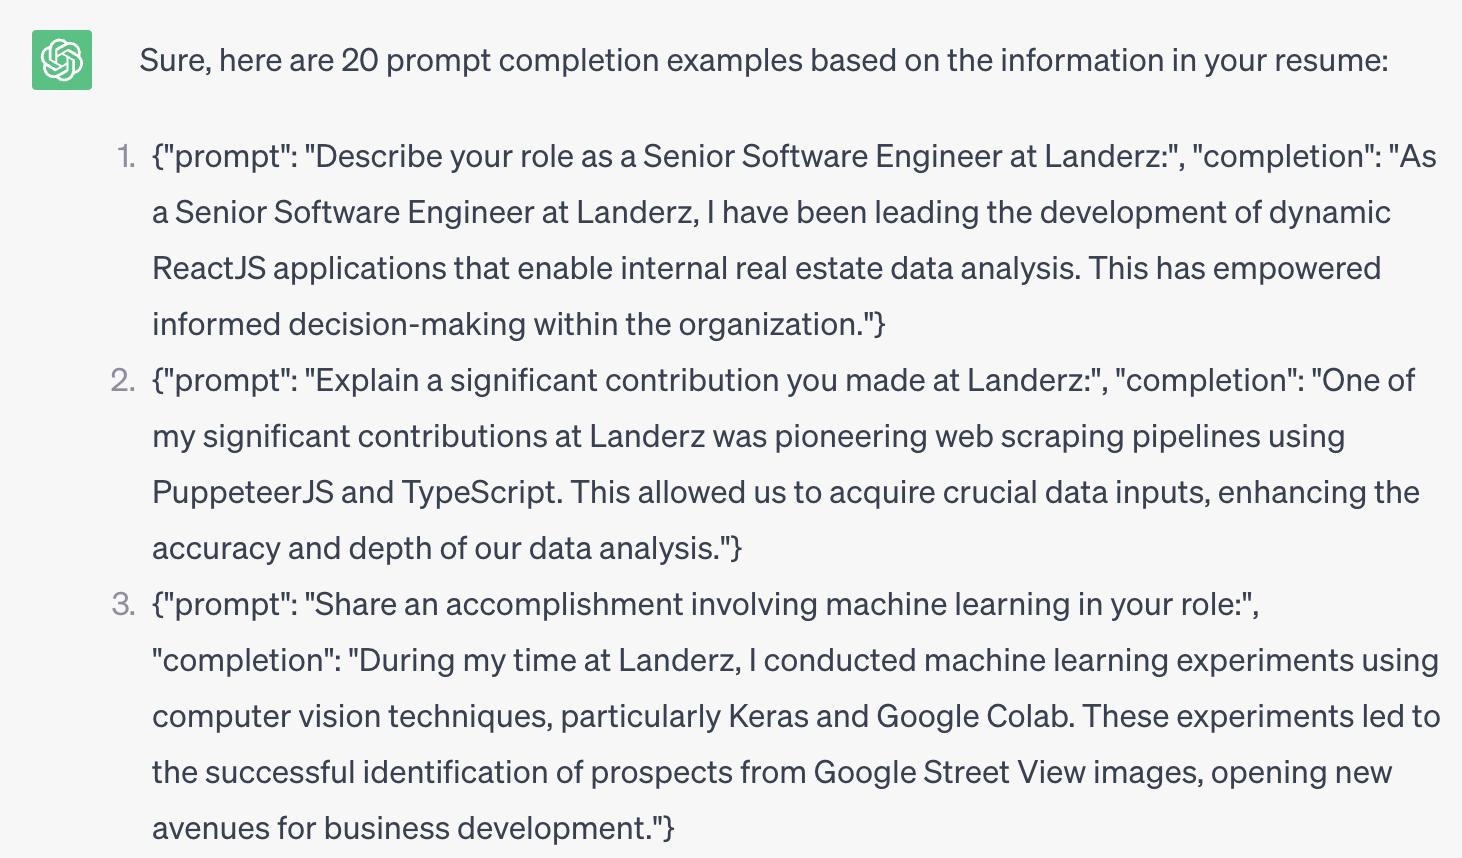 Sure, here are 20 prompt completion examples based on the information in your resume:
1. {"prompt": "Describe your role as a Senior Software Engineer at Landerz:", "completion": "As
a Senior Software Engineer at Landerz, I have been leading the development of dynamic
ReactJS applications that enable internal real estate data analysis. This has empowered
informed decision-making within the organization."}
2. {"prompt": "Explain a significant contribution you made at Landerz:", "completion": "One of
my significant contributions at Landerz was pioneering web scraping pipelines using
PuppeteerJS and TypeScript. This allowed us to acquire crucial data inputs, enhancing the
accuracy and depth of our data analysis."}
3. {"prompt": "Share an accomplishment involving machine learning in your role:",
"completion": "During my time at Landerz, I conducted machine learning experiments using
computer vision techniques, particularly Keras and Google Colab. These experiments led to
the successful identification of prospects from Google Street View images, opening new
avenues for business development."}